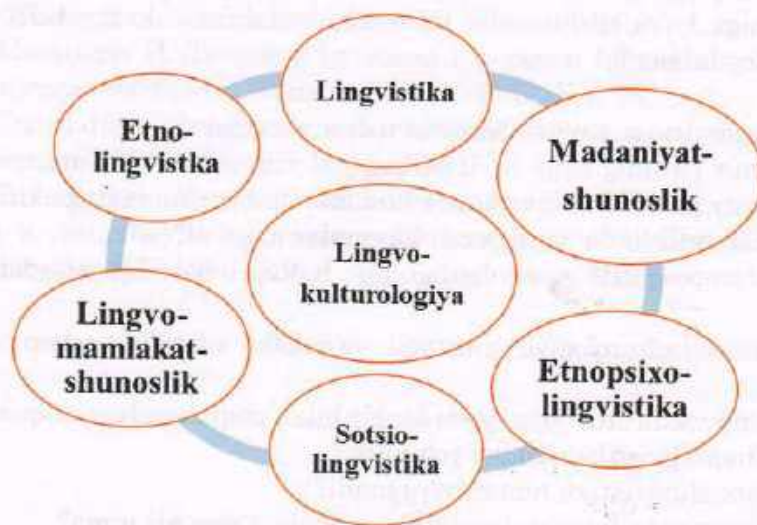 Lingvistika
Etno-
lingvistka
Madaniyat-
shunoslik
Lingvo-
kulturologiya
Lingvo-
mamlakat-
shunoslik
Etnopsixo-
lingvistika
Sotsio-
lingvistika